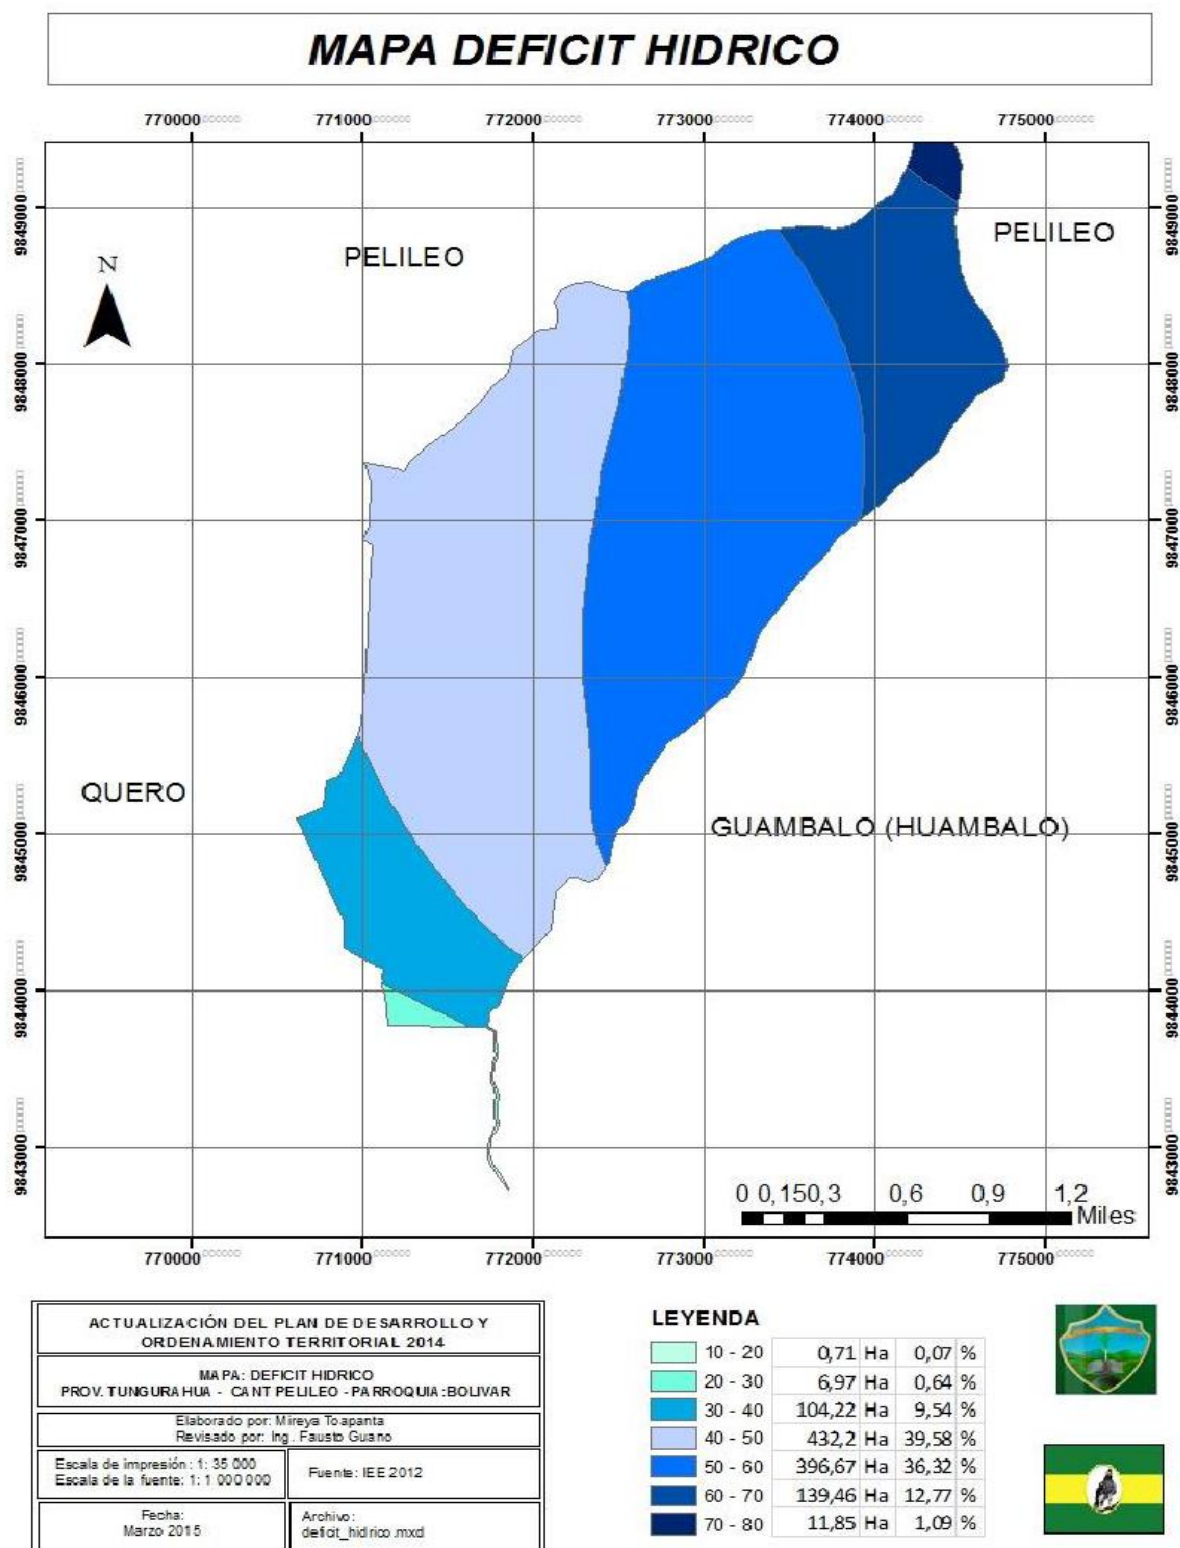 MAPA DEFICIT HIDRICO
770000 771000 772000 773000 774000 775000
9849000 9849000
PELILEO
PELILEO
N
9848000 9848000
9847000 9847000
9846000 9846000
QUERO
GUAMBALO (HUAMBALO)
9845000 9845000
9844000 9844000
9843000 9843000
0 0,150,3 0,6 0,9 1,2
Miles
770000 771000 772000 773000 774000 775000
ACTUALIZACIÓN DEL PLAN DE DESARROLLO Y
ORDENAMIENTO TERRITORIAL 2014
MAPA: DEFICIT HIDRICO
PROV. TUNGURAHUA - CANT PELILEO - PARROQUIA: BOLIVAR
Elaborado por: Mireya Toapanta
Revisado por: Ing. Fausto Guano
Escala de impresión : 1: 35 000
Escala de la fuente: 1: 1 000 000
Fuente: IEE 2012
Fecha:
Marzo 2015
Archivo:
deficit_hidrico.mxd
LEYENDA
10 - 20 0,71 Ha 0,07 %
20 - 30 6,97 Ha 0,64 %
30 - 40 104,22 Ha 9,54 %
40 - 50 432,2 Ha 39,58 %
50 - 60 396,67 Ha 36,32 %
60 - 70 139,46 Ha 12,77 %
70 - 80 11,85 Ha 1,09 %